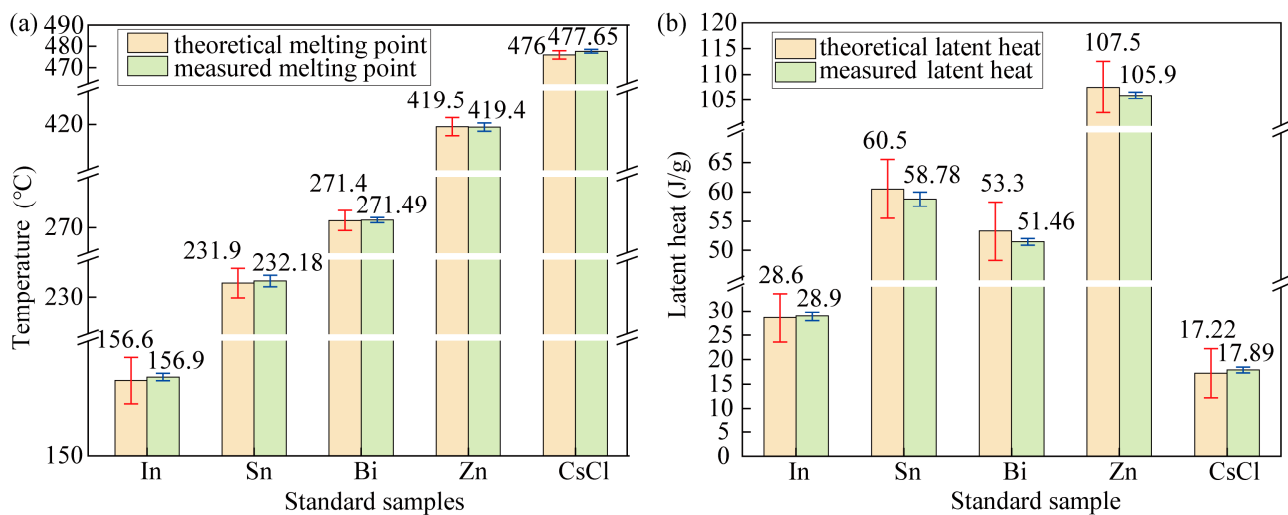 (a)
theoretical melting point
measured melting point
Temperature (℃)
490
480
470
420
270
230
150
156.6
156.9
231.9
232.18
271.4
271.49
419.5
419.4
476
477.65
In
Sn
Bi
Zn
CsCl
Standard samples
(b)
theoretical latent heat
measured latent heat
Latent heat (J/g)
120
115
110
105
65
60
55
50
30
25
20
15
10
5
0
28.6
28.9
60.5
58.78
53.3
51.46
107.5
105.9
17.22
17.89
In
Sn
Bi
Zn
CsCl
Standard sample